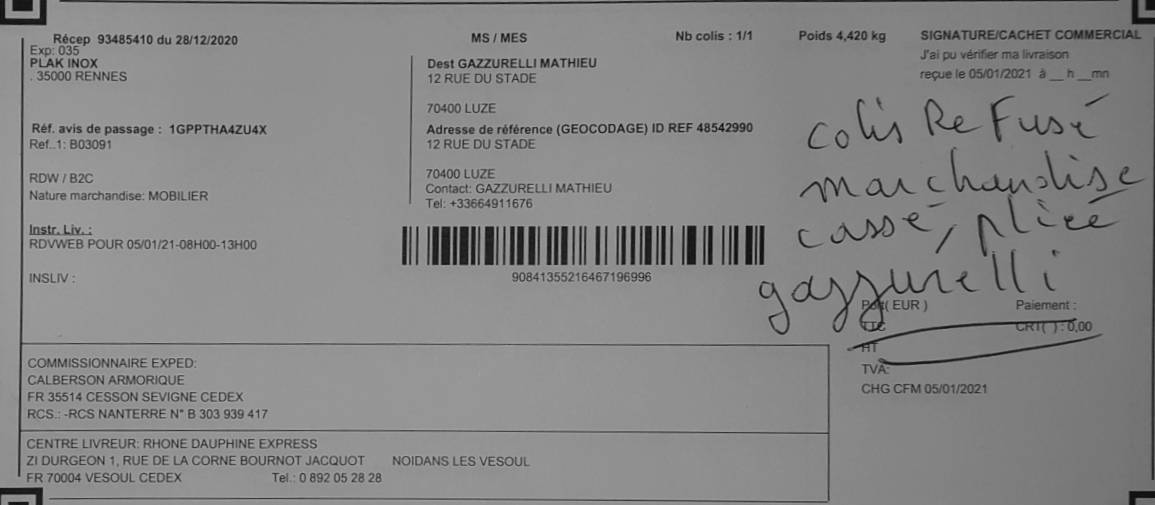 Récep 93485410 du 28/12/2020
MS / MES
Nb colis : 1/1
Poids 4,420 kg
SIGNATURE/CACHET COMMERCIAL
Exp: 035
PLAK INOX
. 35000 RENNES
Dest GAZZURELLI MATHIEU
12 RUE DU STADE
70400 LUZE
J'ai pu vérifier ma livraison
reçue le 05/01/2021 à __ h __mn
Réf. avis de passage : 1GPPTHA4ZU4X
Ref..1: B03091
Adresse de référence (GEOCODAGE) ID REF 48542990
12 RUE DU STADE
70400 LUZE
Contact: GAZZURELLI MATHIEU
Tel: +33664911676
RDW / B2C
Nature marchandise: MOBILIER
Instr. Liv. :
RDVWEB POUR 05/01/21-08H00-13H00
INSLIV :
90841355216467196996
colis Refusé
marchandise
cassé, pliée
gazzurelli
Port( EUR )
Paiement :
TTC
CRT( ) : 0,00
HT
TVA:
CHG CFM 05/01/2021
COMMISSIONNAIRE EXPED:
CALBERSON ARMORIQUE
FR 35514 CESSON SEVIGNE CEDEX
RCS.: -RCS NANTERRE N° B 303 939 417
CENTRE LIVREUR: RHONE DAUPHINE EXPRESS
ZI DURGEON 1, RUE DE LA CORNE BOURNOT JACQUOT NOIDANS LES VESOUL
FR 70004 VESOUL CEDEX Tel.: 0 892 05 28 28